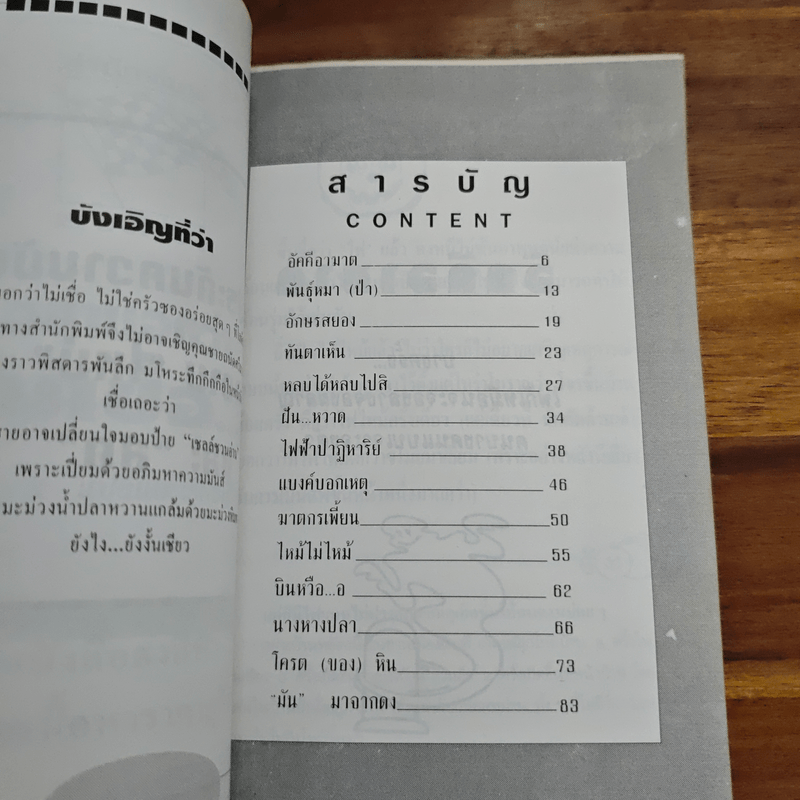 บังเอิญที่ว่า
อกว่าไม่เชื่อ ไม่ใช่ครัวซองอร่อยสุดๆ
ทางสำนักพิมพ์จึงไม่อาจเชิญคุณชายถนัด
งราวพิสดารพันลึก มโหระทึกกึกกือ
เชื่อเถอะว่า
ายอาจเปลี่ยนใจมอบป้าย "เชลล์ชวนอ่าน
เพราะเปี่ยมด้วยอภิมหาความมันส์
มะม่วงน้ำปลาหวานแกล้มด้วยมะม่วง
ยังไง...ยังงั้นเชียว
สารบัญ
CONTENT
อัคคีอาฆาต 6
พันธุ์หมา (ป่า) 13
อักษรสยอง 19
ทันตาเห็น 23
หลบได้หลบไปสิ 27
ฝัน...หวาด 34
ไฟฟ้าปาฏิหาริย์ 38
แบงค์บอกเหตุ 46
ฆาตกรเพี้ยน 50
ไหม้ไม่ไหม้ 55
บินหวือ...อ 62
นางหางปลา 66
โครต (ของ) หิน 73
"มัน" มาจากดง 83